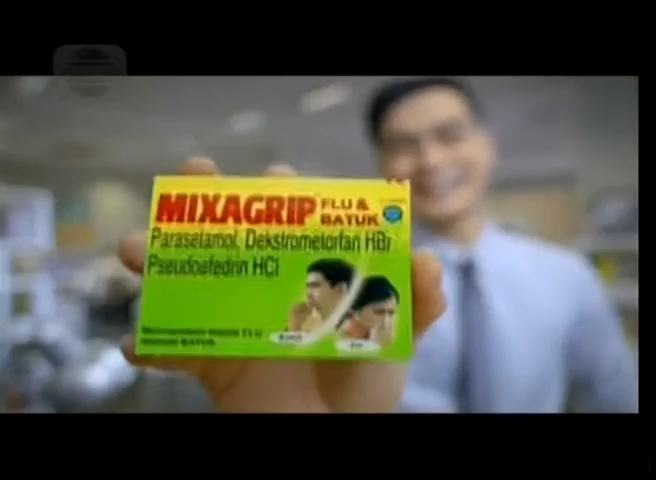 MIXAGRIP FLU &
BATUK
Parasetamol, Dekstrometorfan HBr
Pseudoefedrin HCl